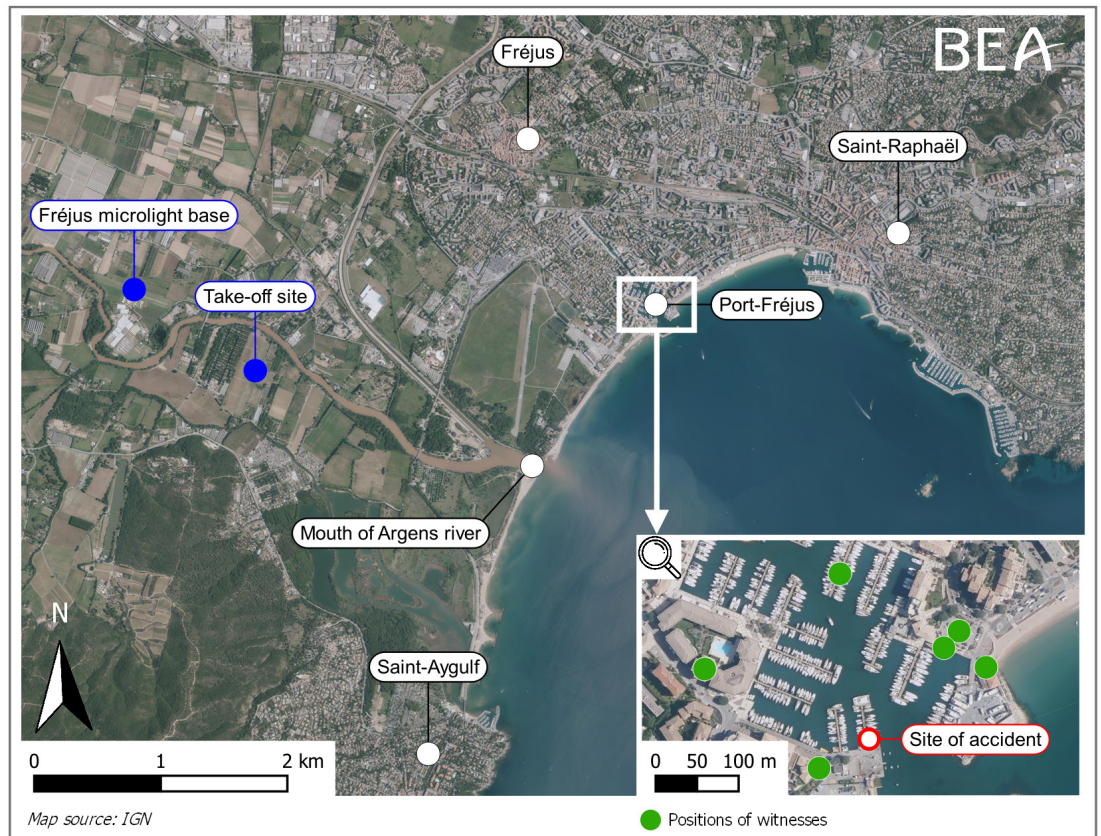 BEA
Fréjus
Saint-Raphaël
Fréjus microlight base
Take-off site
Port-Fréjus
Mouth of Argens river
N
Saint-Aygulf
Site of accident
0 1 2 km
0 50 100 m
Map source: IGN
Positions of witnesses